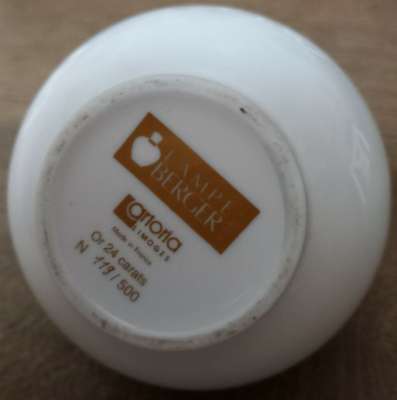 LAMPE
BERGER
artoria
LIMOGES
Made in France
Or 24 carats
N 119/500